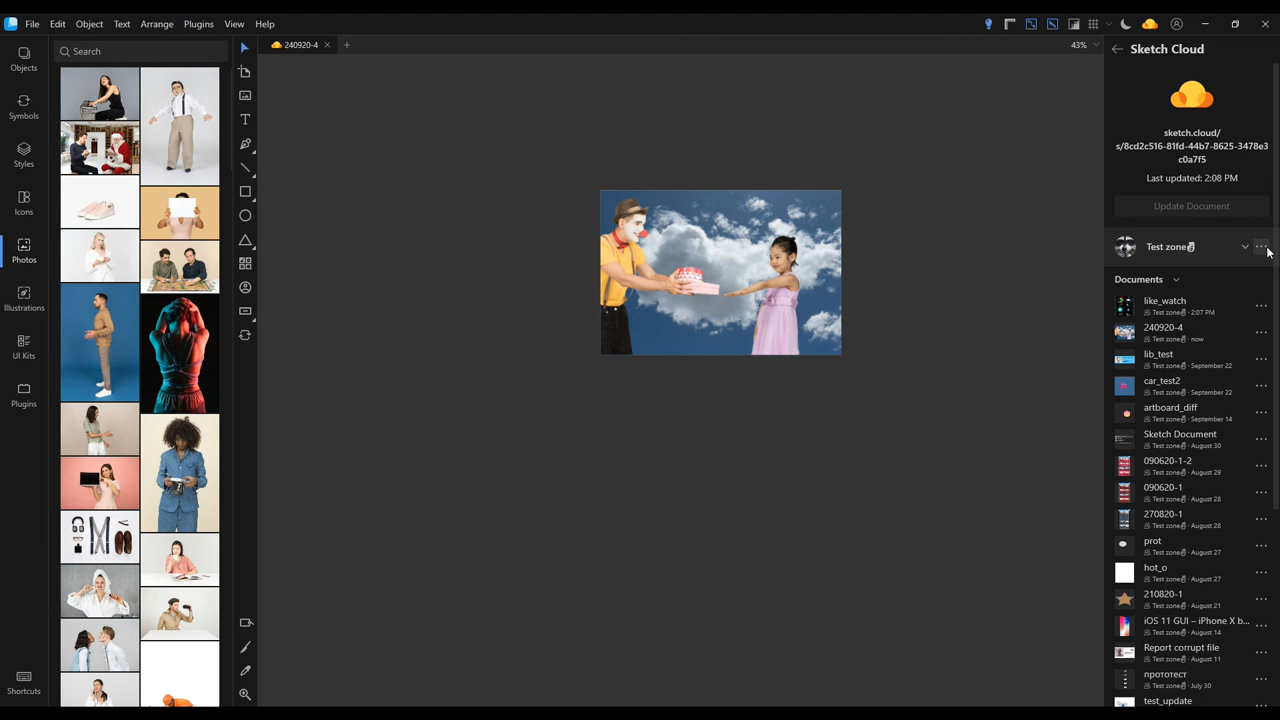 File Edit Object Text Arrange Plugins View Help
Search
240920-4
43%
Sketch Cloud
Objects
Symbols
Styles
Icons
Photos
Illustrations
UI Kits
Plugins
Shortcuts
sketch.cloud/
s/8cd2c516-81fd-44b7-8625-3478e3
c0a7f5
Last updated: 2:08 PM
Update Document
Test zone
Documents
like_watch
Test zone · 2:07 PM
240920-4
Test zone · now
lib_test
Test zone · September 22
car_test2
Test zone · September 22
artboard_diff
Test zone · September 14
Sketch Document
Test zone · August 30
090620-1-2
Test zone · August 29
090620-1
Test zone · August 28
270820-1
Test zone · August 28
prot
Test zone · August 27
hot_o
Test zone · August 27
210820-1
Test zone · August 21
iOS 11 GUI – iPhone X b...
Test zone · August 14
Report corrupt file
Test zone · August 11
прототест
Test zone · July 30
test_update